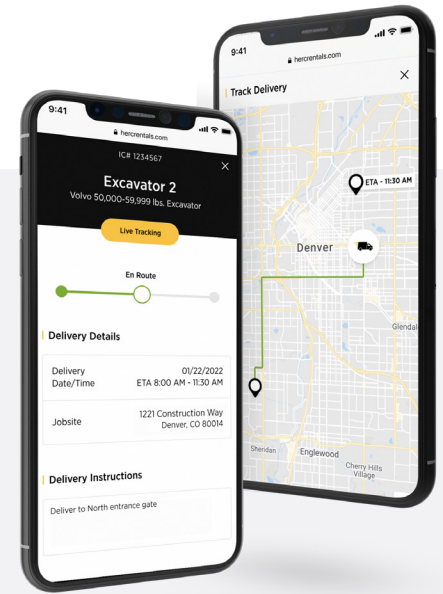 9:41
hercrentals.com
IC# 1234567
Excavator 2
Volvo 50,000-59,999 lbs. Excavator
Live Tracking
En Route
Delivery Details
Delivery Date/Time
01/22/2022
ETA 8:00 AM - 11:30 AM
Jobsite
1221 Construction Way
Denver, CO 80014
Delivery Instructions
Deliver to North entrance gate
9:41
hercrentals.com
Track Delivery
ETA - 11:30 AM
Denver
Glendal
Sheridan
Englewood
Cherry Hills
Village